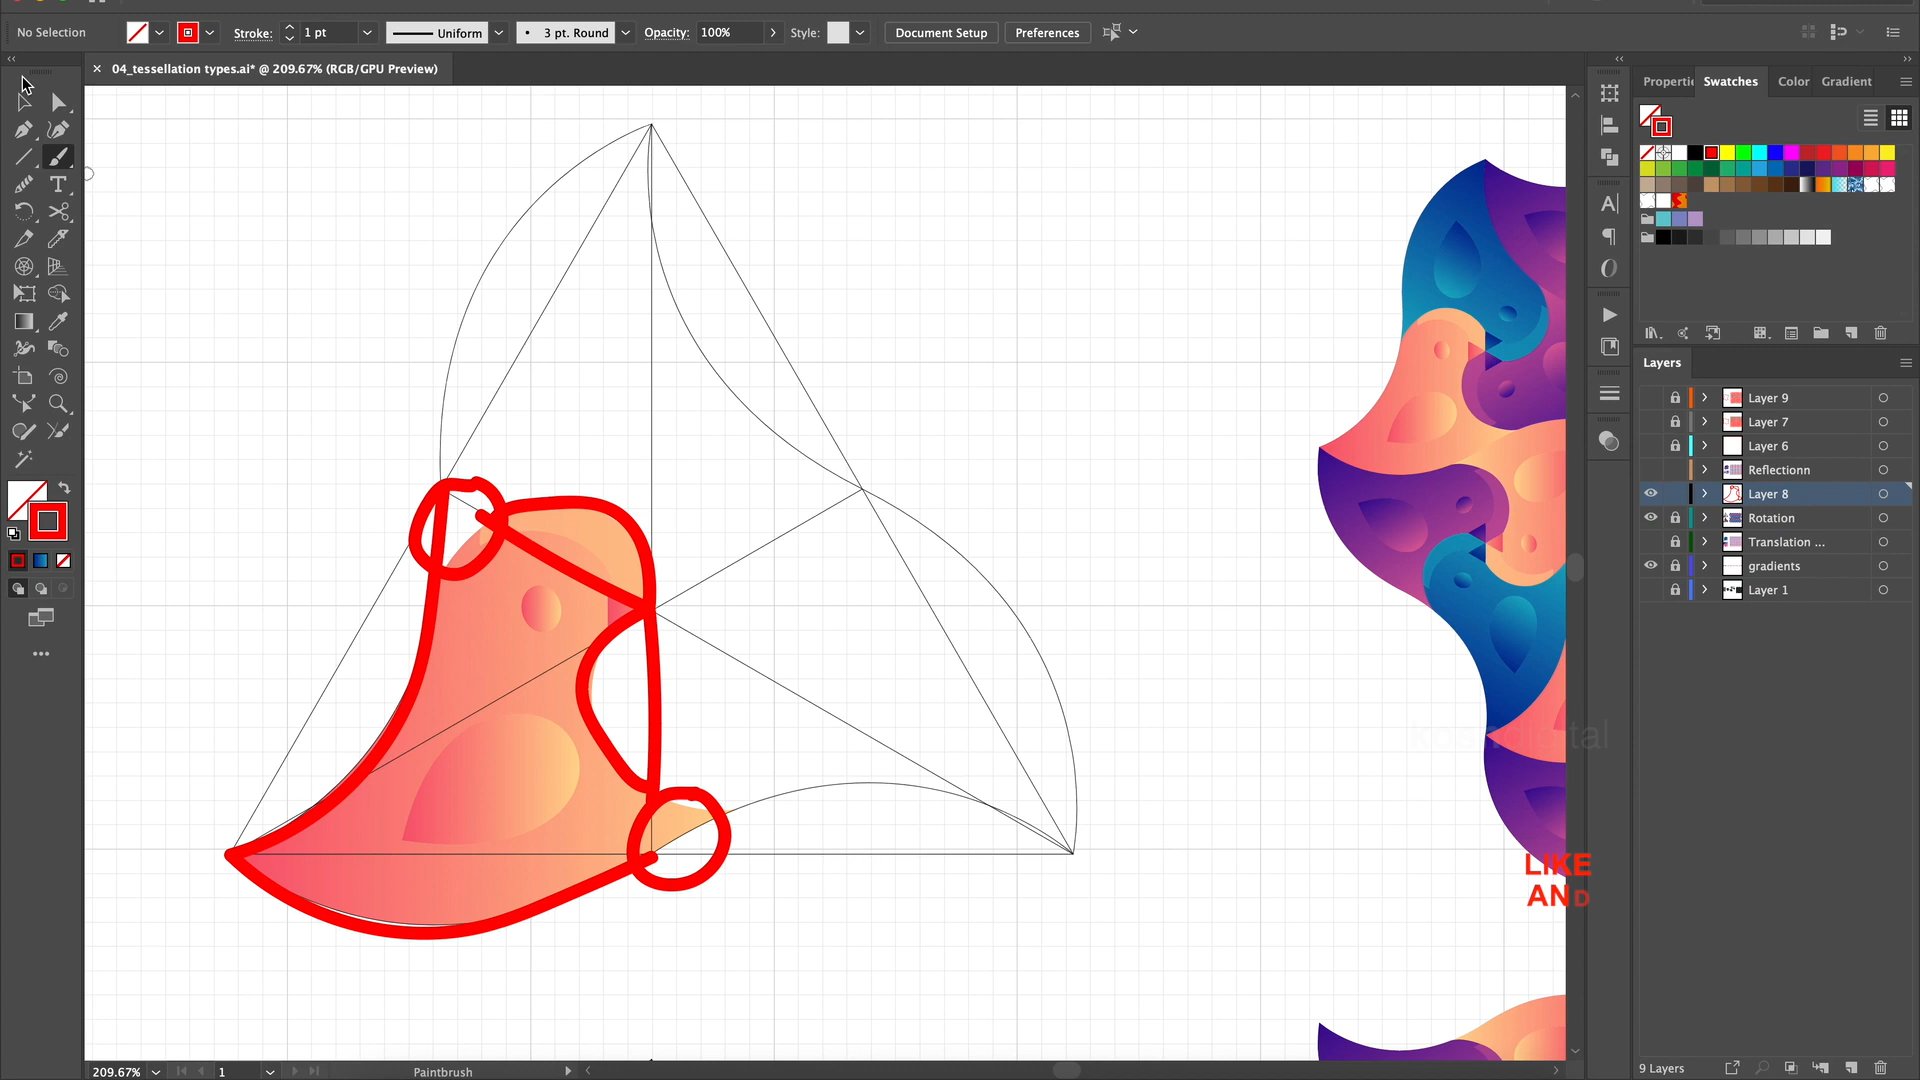 No Selection
Stroke:
1 pt
Uniform
3 pt. Round
Opacity:
100%
Style:
Document Setup
Preferences
04_tessellation types.ai* @ 209.67% (RGB/GPU Preview)
Properti
Swatches
Color
Gradient
Layers
Layer 9
Layer 7
Layer 6
Reflectionn
Layer 8
Rotation
Translation ...
gradients
Layer 1
LIKE
AND
209.67%
1
Paintbrush
9 Layers